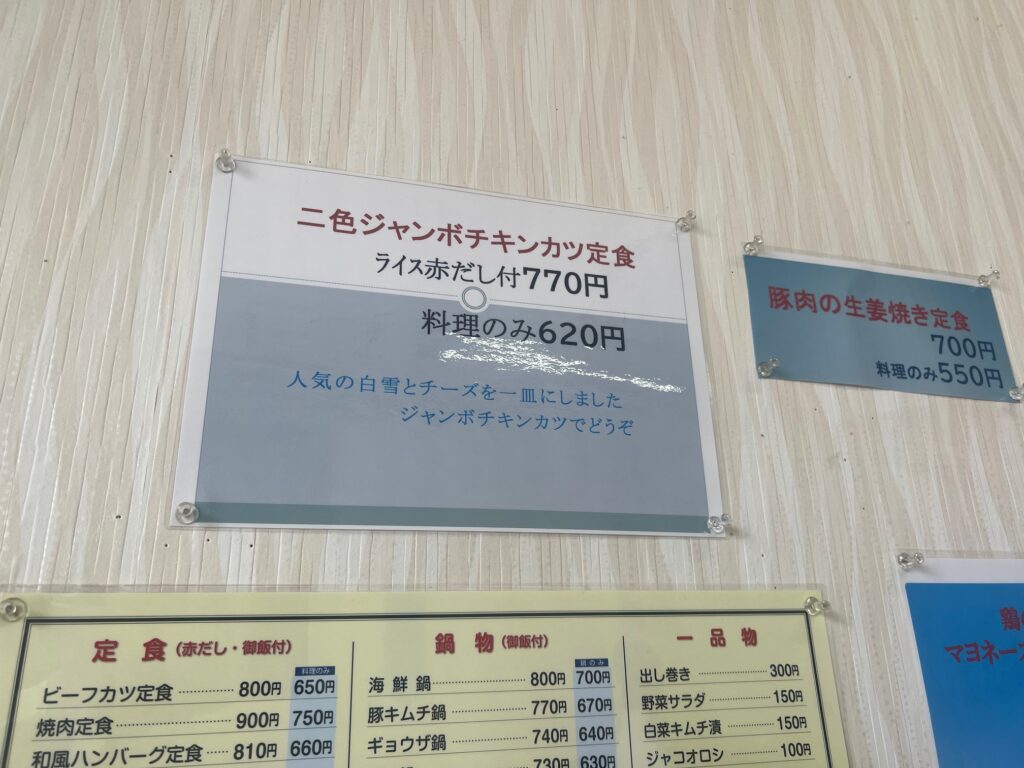 二色ジャンボチキンカツ定食
ライス赤だし付770円
料理のみ620円
人気の白雪とチーズを一皿にしました
ジャンボチキンカツでどうぞ
豚肉の生姜焼き定食
700円
料理のみ550円
定食(赤だし・御飯付)
料理のみ
ビーフカツ定食 800円 650円
焼肉定食 900円 750円
和風ハンバーグ定食 810円 660円
鍋物(御飯付)
鍋のみ
海鮮鍋 800円 700円
豚キムチ鍋 770円 670円
ギョウザ鍋 740円 640円
730円 630円
一品物
出し巻き 300円
野菜サラダ 150円
白菜キムチ漬 150円
ジャコオロシ 100円
鶏
マヨネー